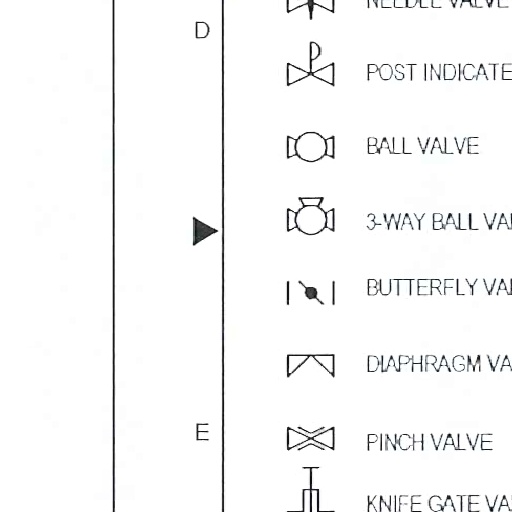 NEEDLE VALVE
D
POST INDICATE
BALL VALVE
3-WAY BALL VAL
BUTTERFLY VAL
DIAPHRAGM VA
E
PINCH VALVE
KNIFE GATE VA